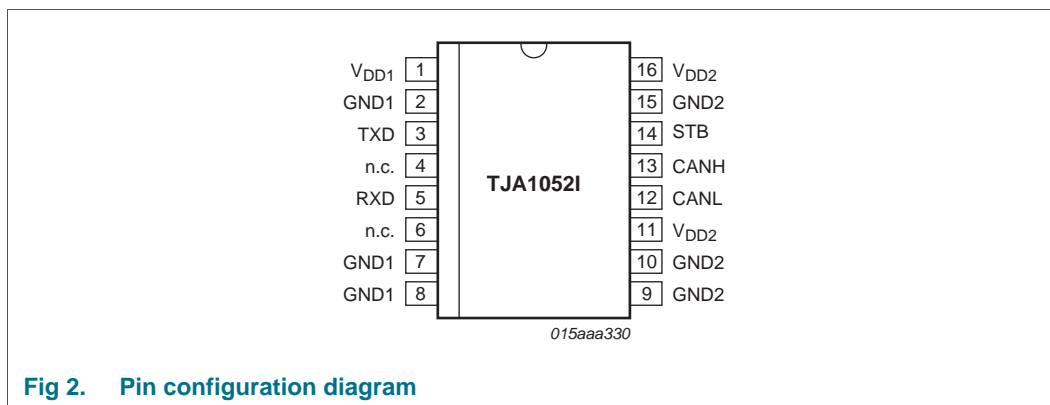 VDD1 1 16 VDD2
GND1 2 15 GND2
TXD 3 14 STB
n.c. 4 13 CANH
TJA1052I
RXD 5 12 CANL
n.c. 6 11 VDD2
GND1 7 10 GND2
GND1 8 9 GND2
015aaa330
Fig 2. Pin configuration diagram